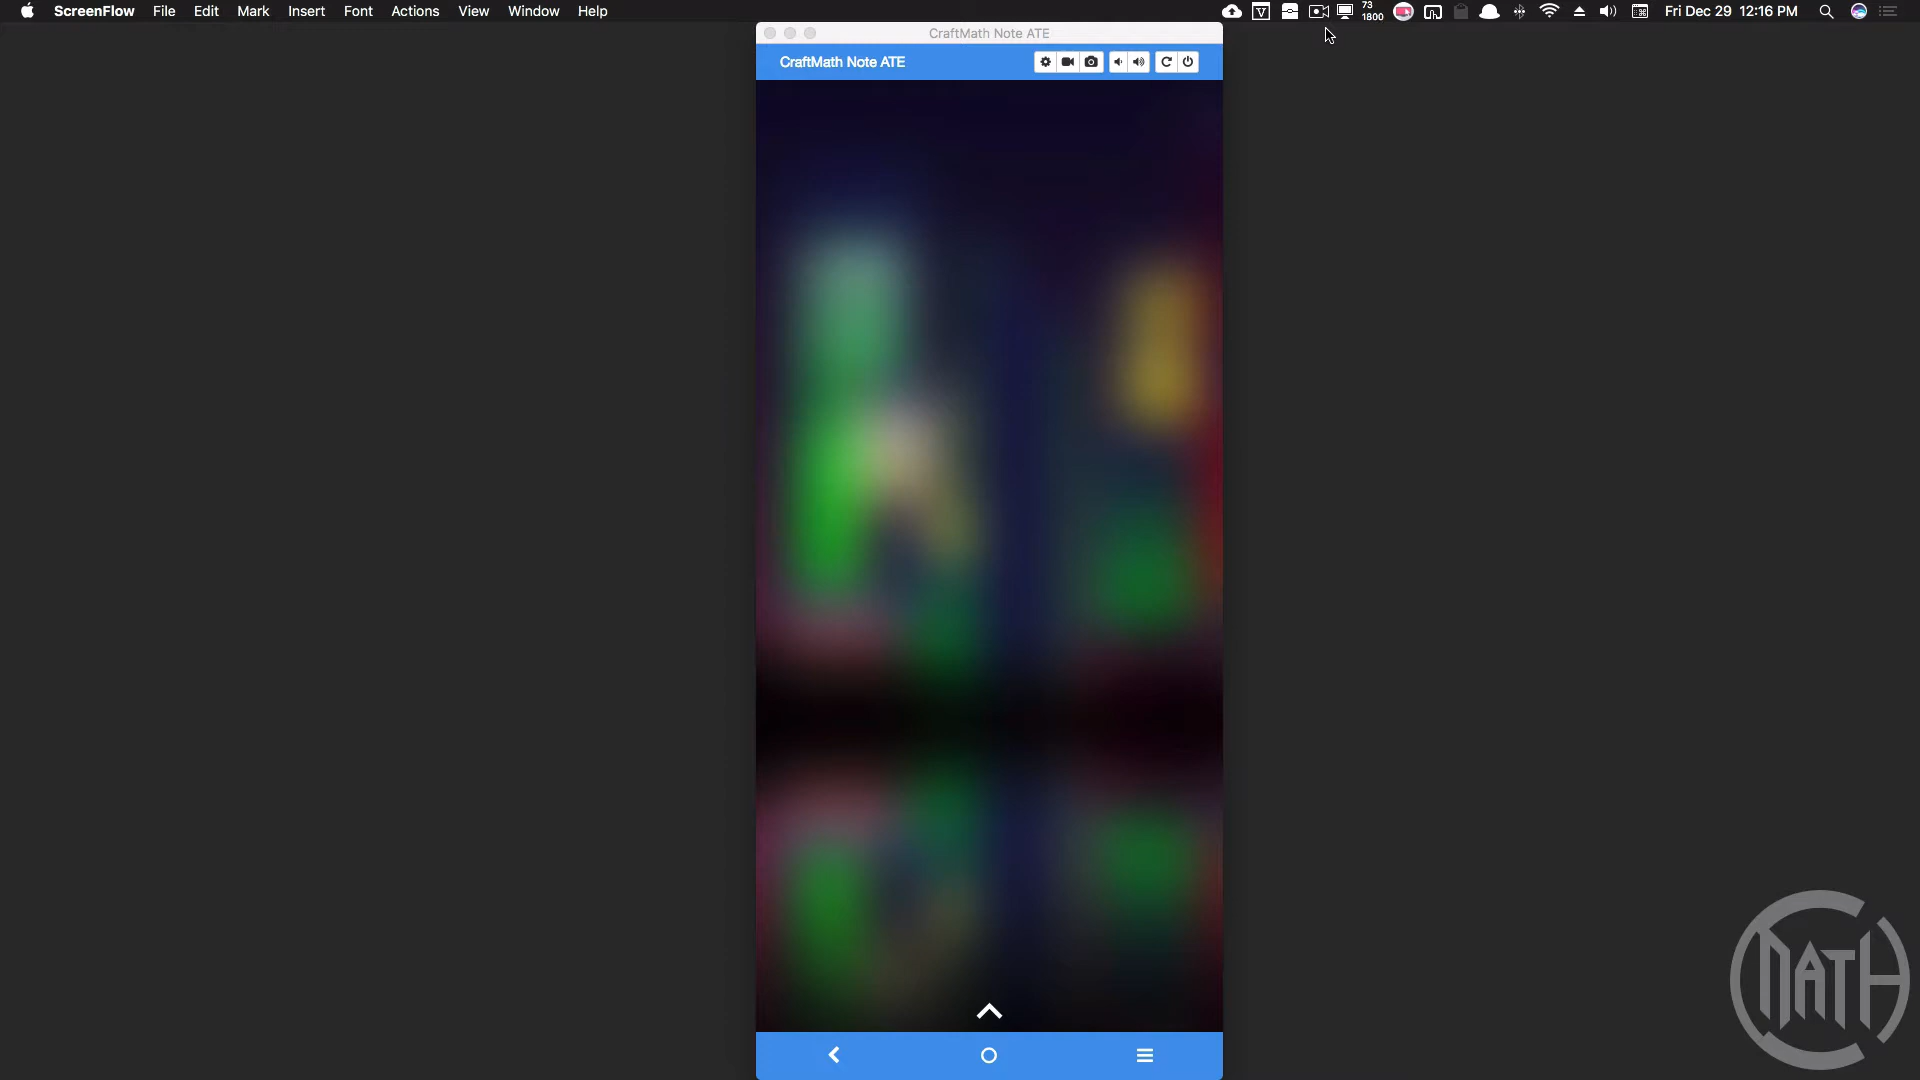 ScreenFlow File Edit Mark Insert Font Actions View Window Help 73 1800 Fri Dec 29 12:16 PM
CraftMath Note ATE
CraftMath Note ATE
MATH